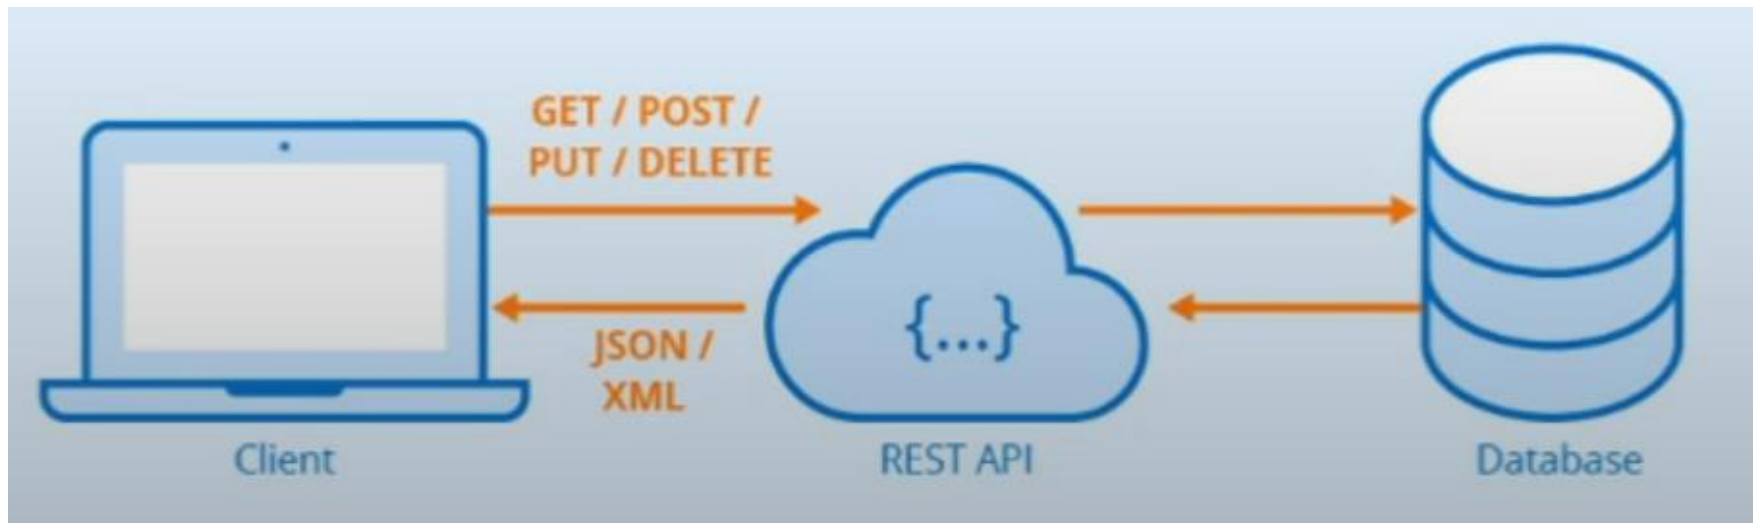 GET / POST /
PUT / DELETE
JSON /
XML
{...}
Client
REST API
Database